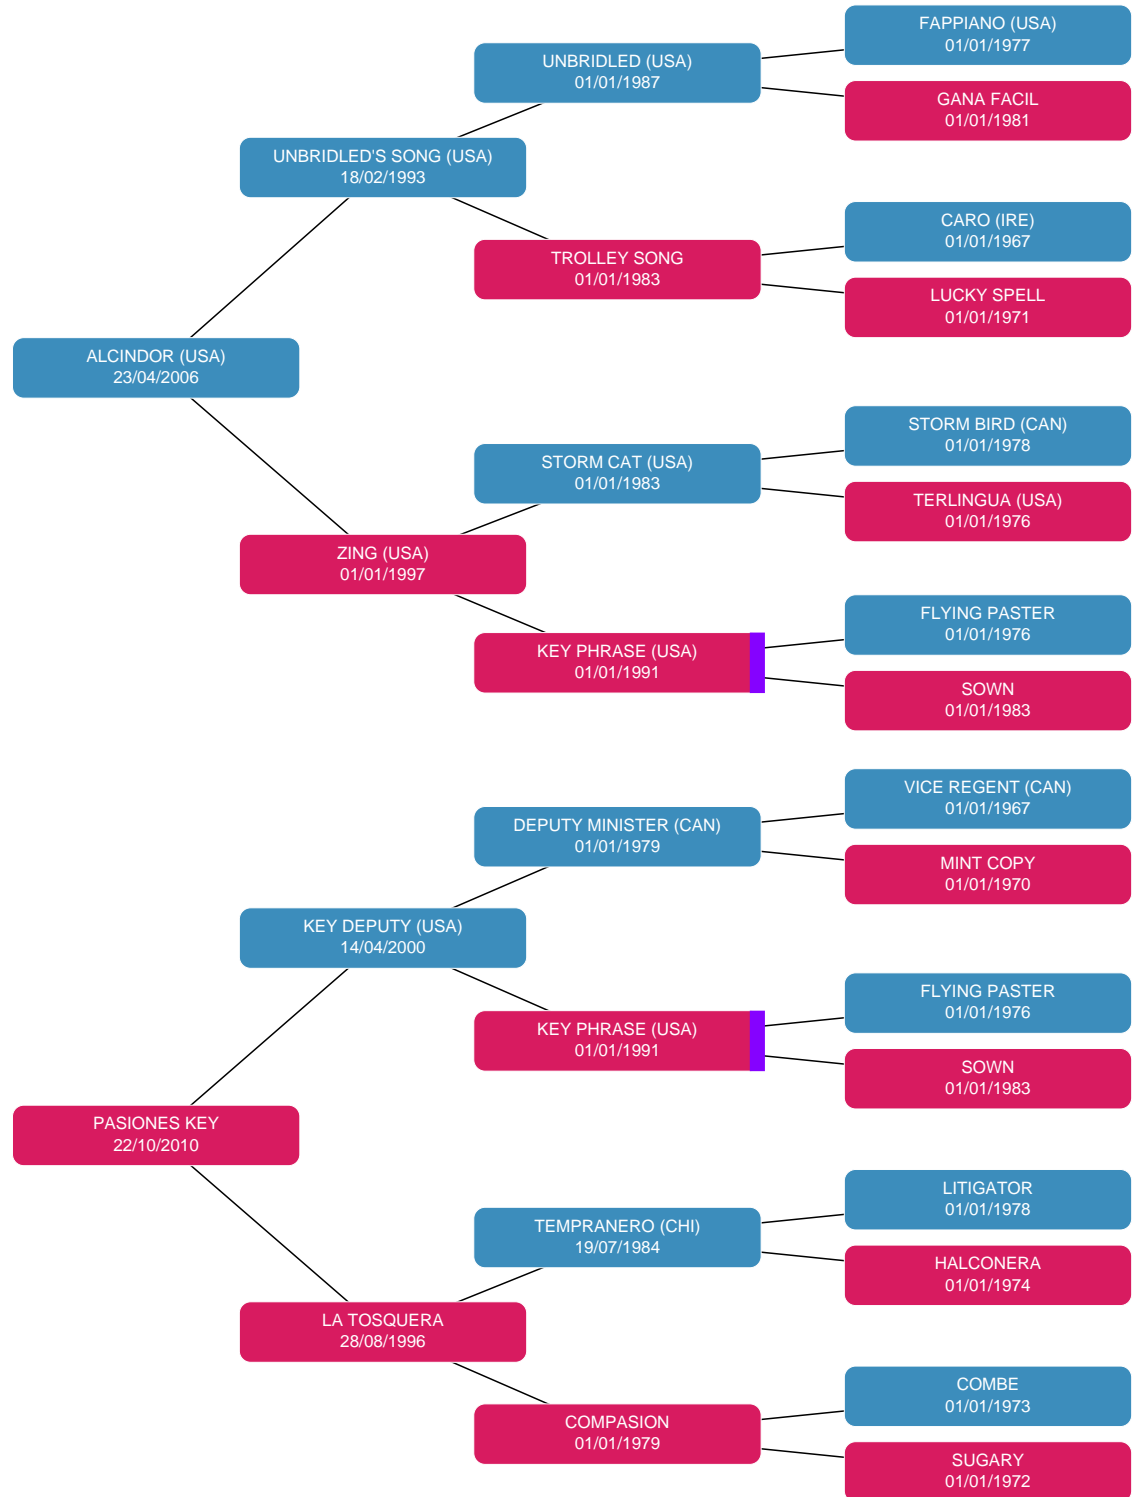 FAPPIANO (USA)
01/01/1977
UNBRIDLED (USA)
01/01/1987
GANA FACIL
01/01/1981
UNBRIDLED'S SONG (USA)
18/02/1993
CARO (IRE)
01/01/1967
TROLLEY SONG
01/01/1983
LUCKY SPELL
01/01/1971
ALCINDOR (USA)
23/04/2006
STORM BIRD (CAN)
01/01/1978
STORM CAT (USA)
01/01/1983
TERLINGUA (USA)
01/01/1976
ZING (USA)
01/01/1997
FLYING PASTER
01/01/1976
KEY PHRASE (USA)
01/01/1991
SOWN
01/01/1983
VICE REGENT (CAN)
01/01/1967
DEPUTY MINISTER (CAN)
01/01/1979
MINT COPY
01/01/1970
KEY DEPUTY (USA)
14/04/2000
FLYING PASTER
01/01/1976
KEY PHRASE (USA)
01/01/1991
SOWN
01/01/1983
PASIONES KEY
22/10/2010
LITIGATOR
01/01/1978
TEMPRANERO (CHI)
19/07/1984
HALCONERA
01/01/1974
LA TOSQUERA
28/08/1996
COMBE
01/01/1973
COMPASION
01/01/1979
SUGARY
01/01/1972